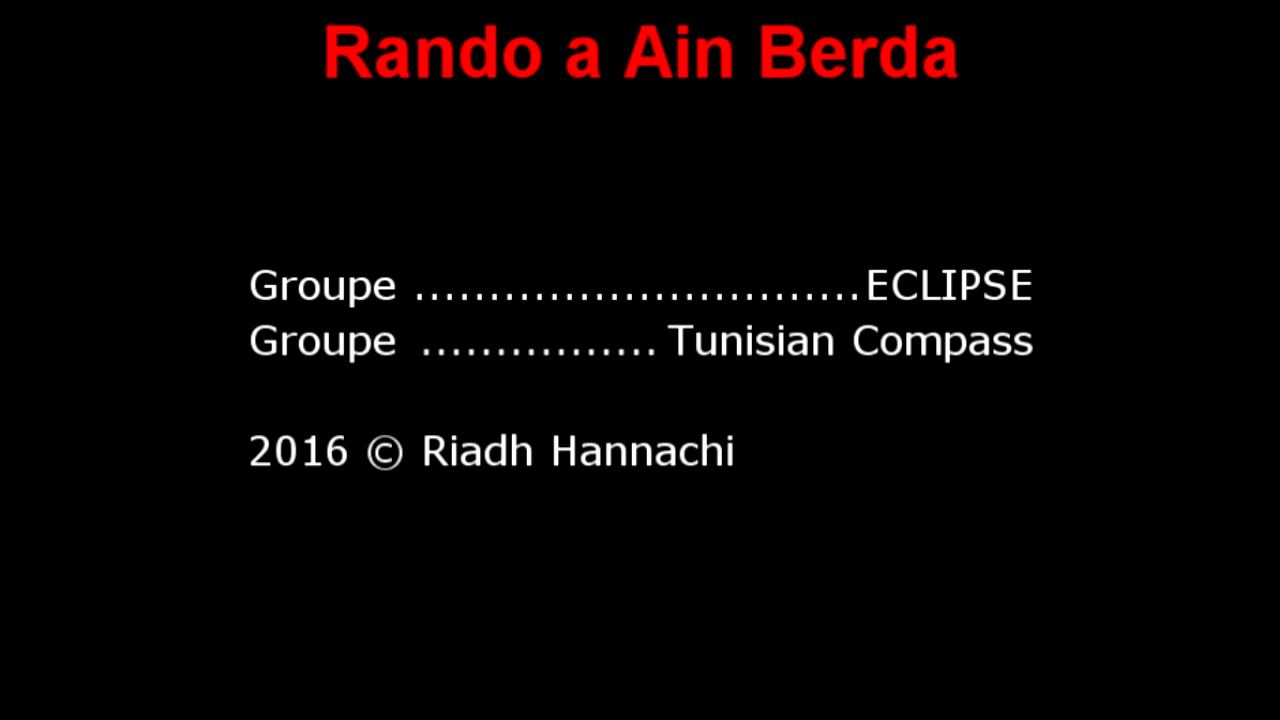 Rando a Ain Berda
Groupe ..............................ECLIPSE
Groupe ................ Tunisian Compass
2016 © Riadh Hannachi